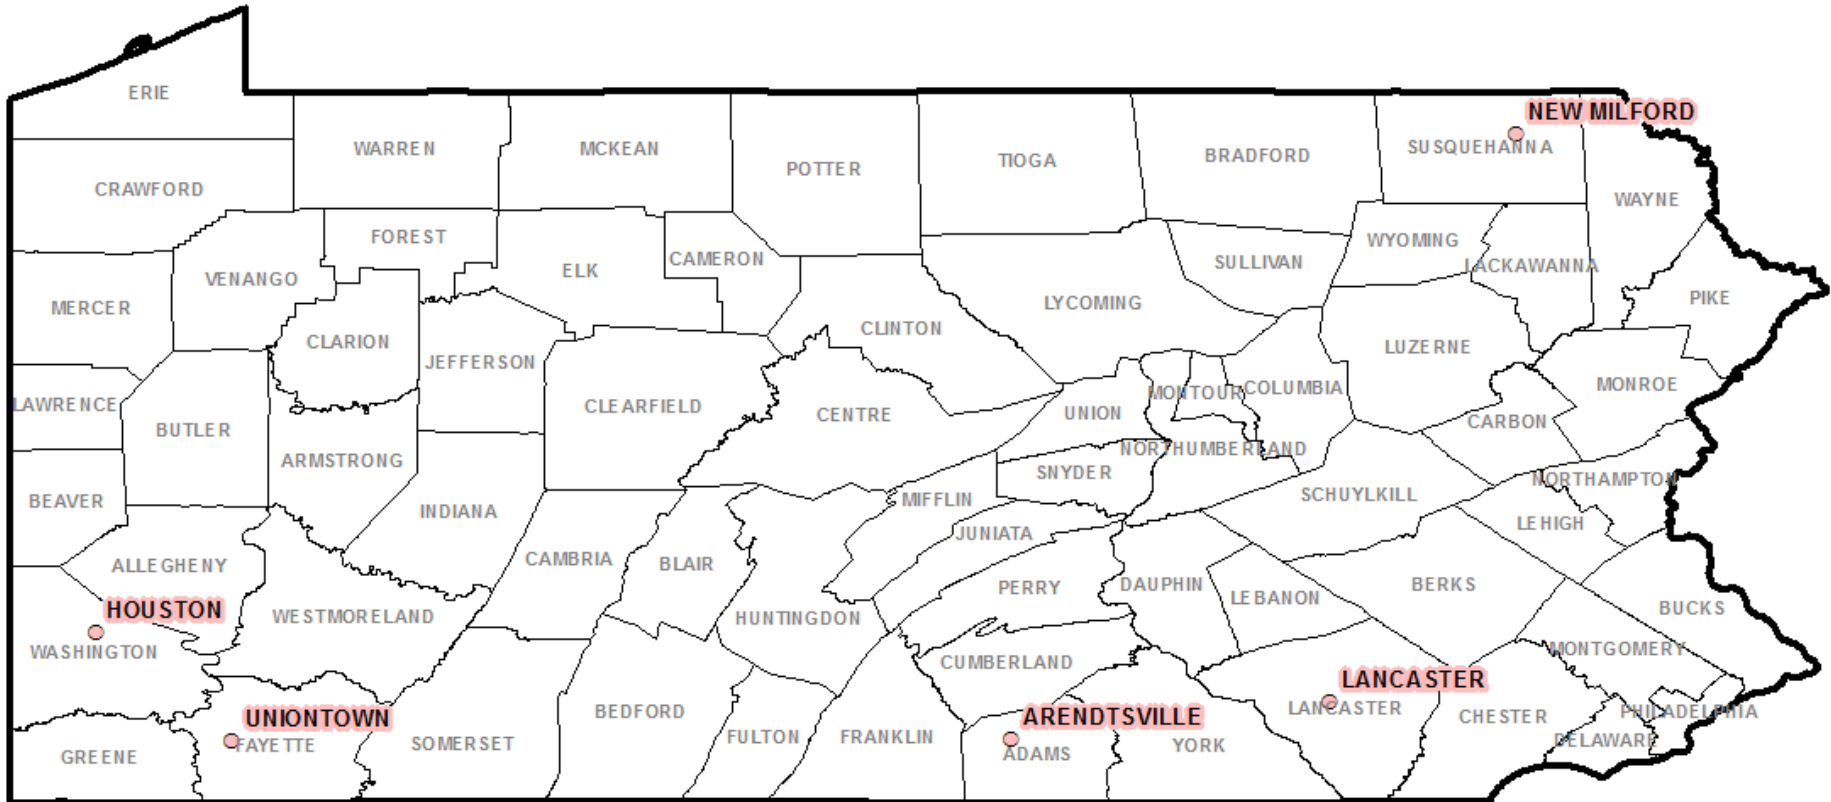 ERIE
NEW MILFORD
WARREN
MCKEAN
POTTER
TIOGA
BRADFORD
SUSQUEHANNA
CRAWFORD
WAYNE
FOREST
VENANGO
ELK
CAMERON
SULLIVAN
WYOMING
LACKAWANNA
MERCER
LYCOMING
PIKE
CLARION
CLINTON
JEFFERSON
LUZERNE
LAWRENCE
BUTLER
CLEARFIELD
CENTRE
UNION
MONTOUR
COLUMBIA
MONROE
CARBON
ARMSTRONG
NORTHUMBERLAND
SNYDER
BEAVER
INDIANA
MIFFLIN
SCHUYLKILL
NORTHAMPTON
JUNIATA
LEHIGH
ALLEGHENY
CAMBRIA
BLAIR
PERRY
DAUPHIN
LEBANON
BERKS
HOUSTON
WESTMORELAND
HUNTINGDON
BUCKS
WASHINGTON
CUMBERLAND
MONTGOMERY
LANCASTER
LANCASTER
UNIONTOWN
BEDFORD
ARENDTSVILLE
CHESTER
PHILADELPHIA
FAYETTE
SOMERSET
FULTON
FRANKLIN
ADAMS
YORK
DELAWARE
GREENE